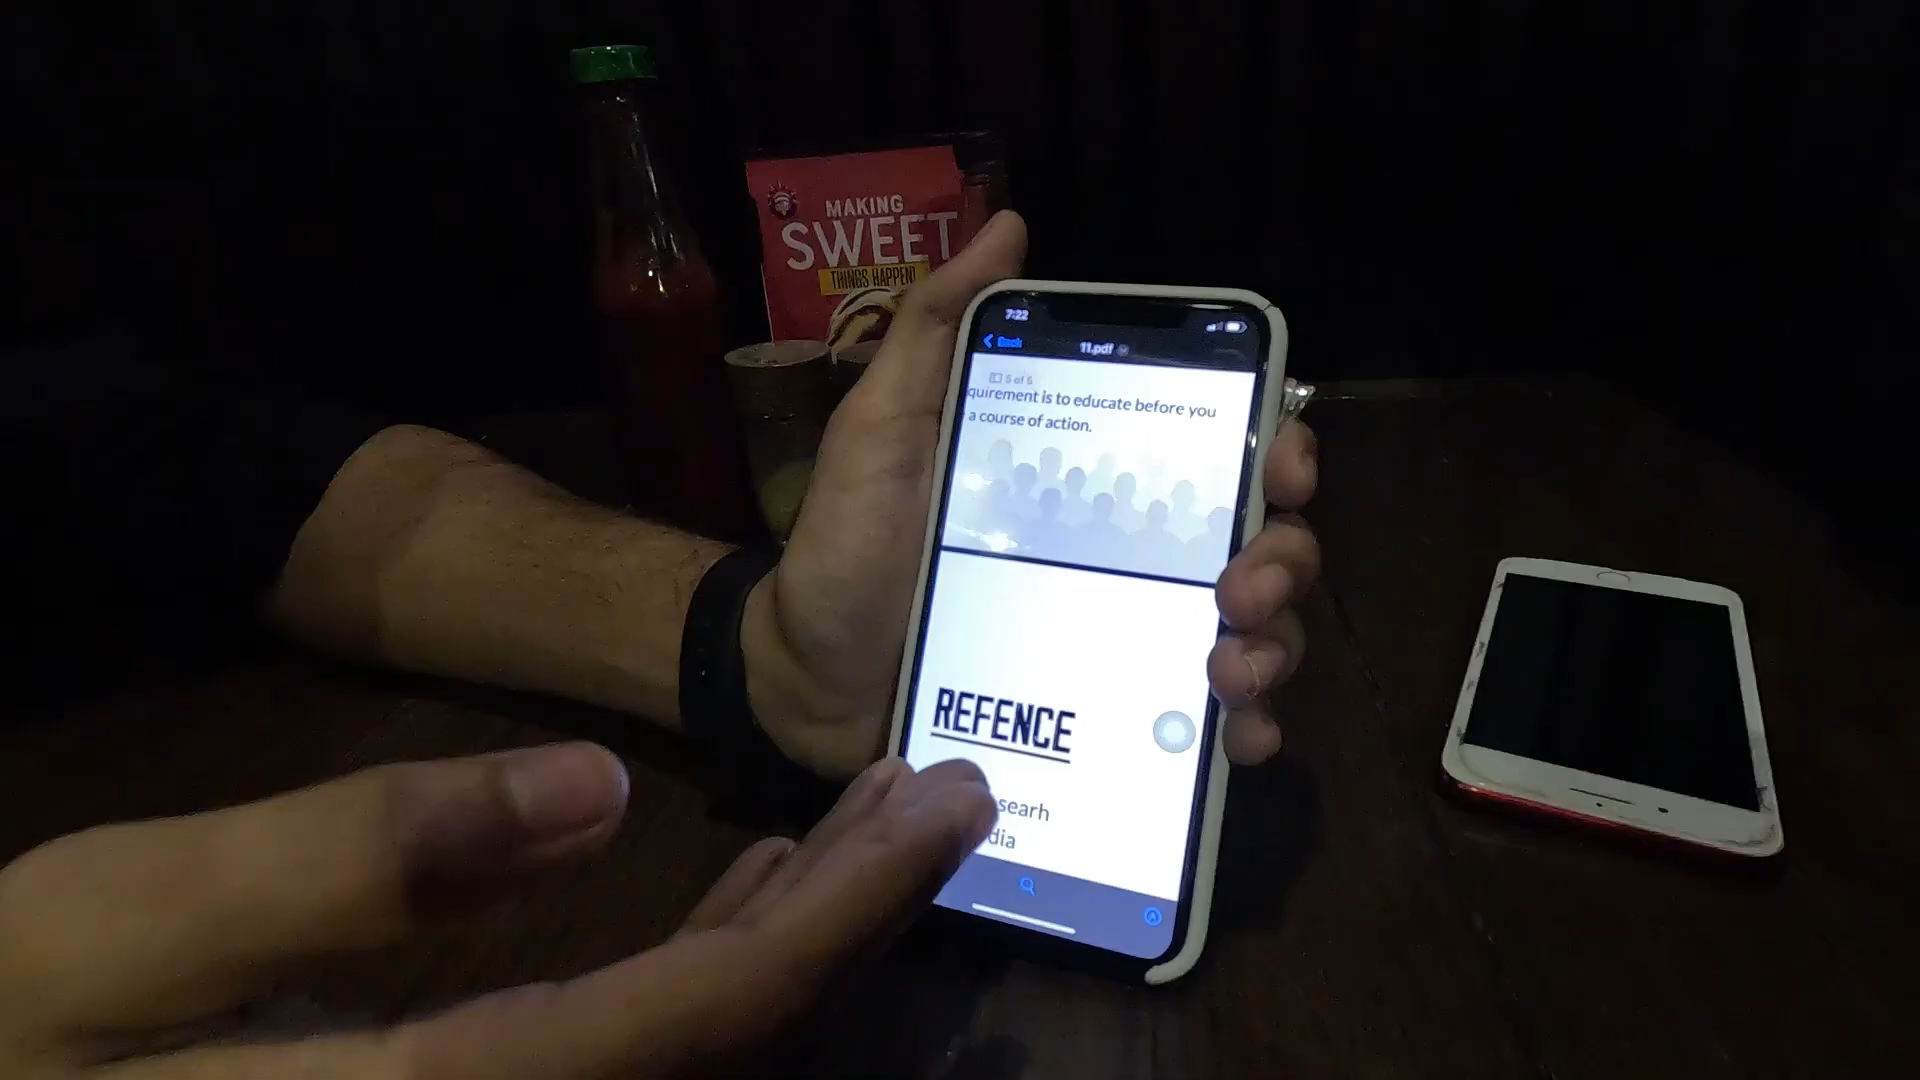 MAKING
SWEET
THINGS HAPPEN!
7:22
Back
11.pdf
5 of 5
quirement is to educate before you
a course of action.
REFENCE
searh
dia